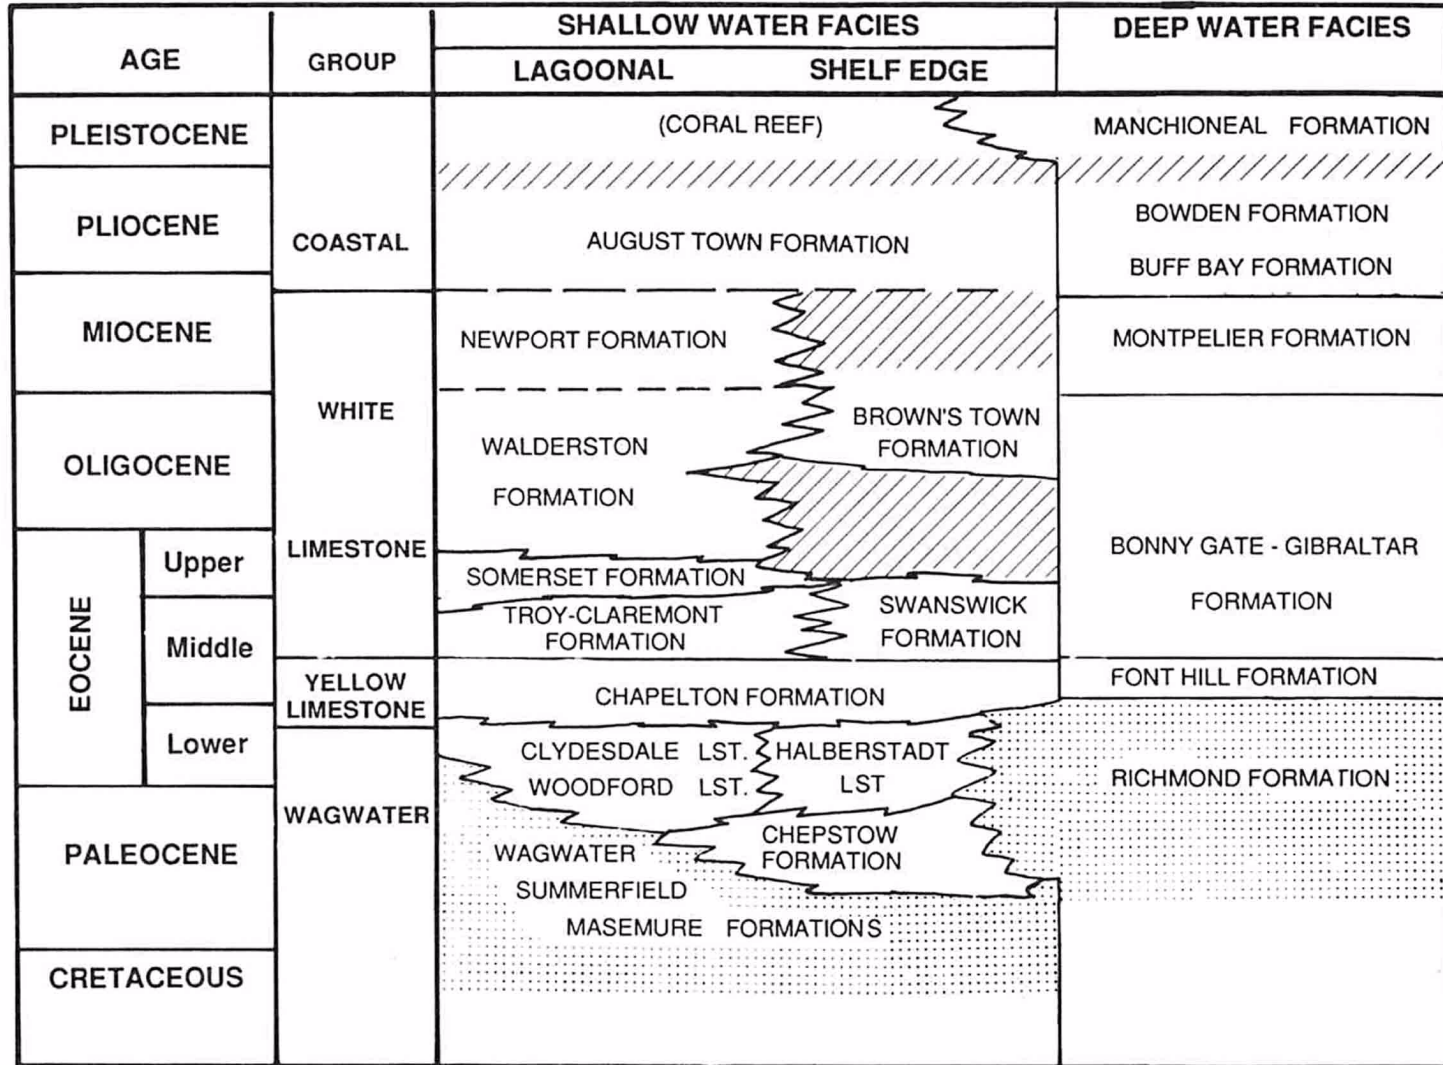 AGE
GROUP
SHALLOW WATER FACIES
LAGOONAL
SHELF EDGE
DEEP WATER FACIES
PLEISTOCENE
(CORAL REEF)
MANCHIONEAL FORMATION
PLIOCENE
COASTAL
AUGUST TOWN FORMATION
BOWDEN FORMATION
BUFF BAY FORMATION
MIOCENE
NEWPORT FORMATION
MONTPELIER FORMATION
WHITE
LIMESTONE
OLIGOCENE
WALDERSTON
FORMATION
BROWN'S TOWN
FORMATION
BONNY GATE - GIBRALTAR
FORMATION
EOCENE
Upper
SOMERSET FORMATION
Middle
TROY-CLAREMONT
FORMATION
SWANSWICK
FORMATION
YELLOW
LIMESTONE
CHAPELTON FORMATION
FONT HILL FORMATION
Lower
CLYDESDALE LST.
WOODFORD LST.
HALBERSTADT
LST
RICHMOND FORMATION
WAGWATER
PALEOCENE
CHEPSTOW
FORMATION
WAGWATER
SUMMERFIELD
MASEMURE FORMATIONS
CRETACEOUS